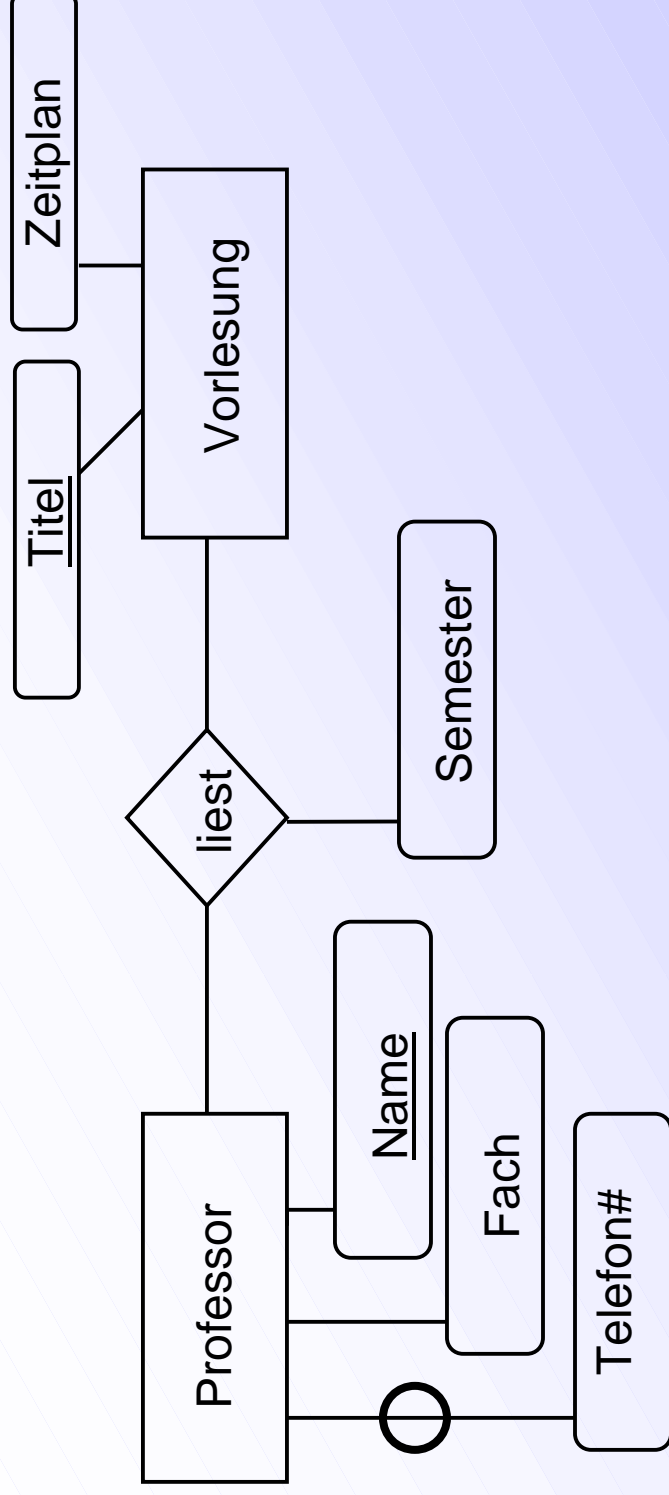 Zeitplan
Titel
Vorlesung
liest
Semester
Professor
Name
Fach
Telefon#